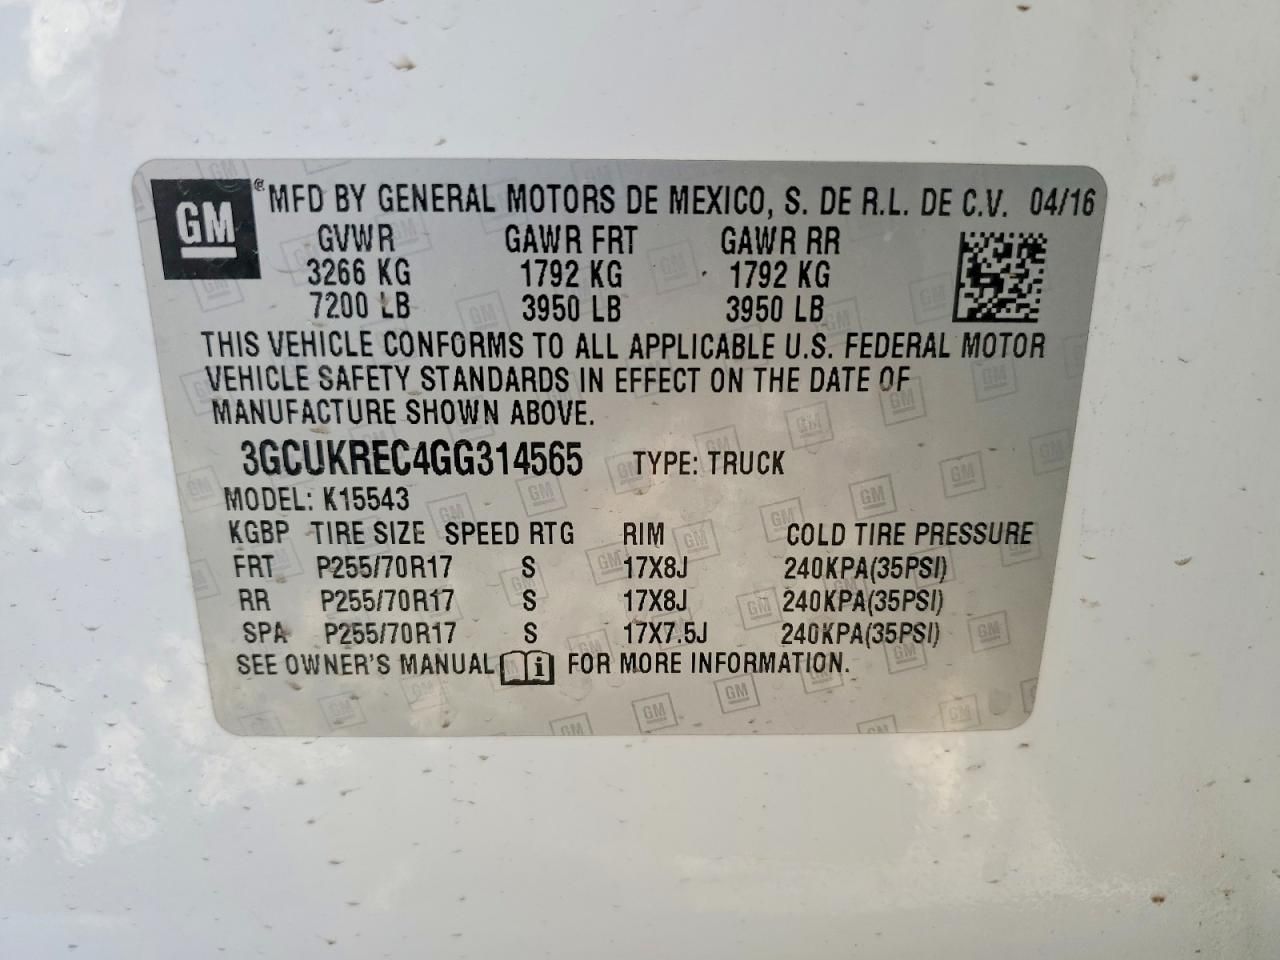 GM ® MFD BY GENERAL MOTORS DE MEXICO, S. DE R.L. DE C.V. 04/16
GVWR GAWR FRT GAWR RR
3266 KG 1792 KG 1792 KG
7200 LB 3950 LB 3950 LB
THIS VEHICLE CONFORMS TO ALL APPLICABLE U.S. FEDERAL MOTOR
VEHICLE SAFETY STANDARDS IN EFFECT ON THE DATE OF
MANUFACTURE SHOWN ABOVE.
3GCUKREC4GG314565 TYPE: TRUCK
MODEL: K15543
KGBP TIRE SIZE SPEED RTG RIM COLD TIRE PRESSURE
FRT P255/70R17 S 17X8J 240KPA(35PSI)
RR P255/70R17 S 17X8J 240KPA(35PSI)
SPA P255/70R17 S 17X7.5J 240KPA(35PSI)
SEE OWNER'S MANUAL i FOR MORE INFORMATION.